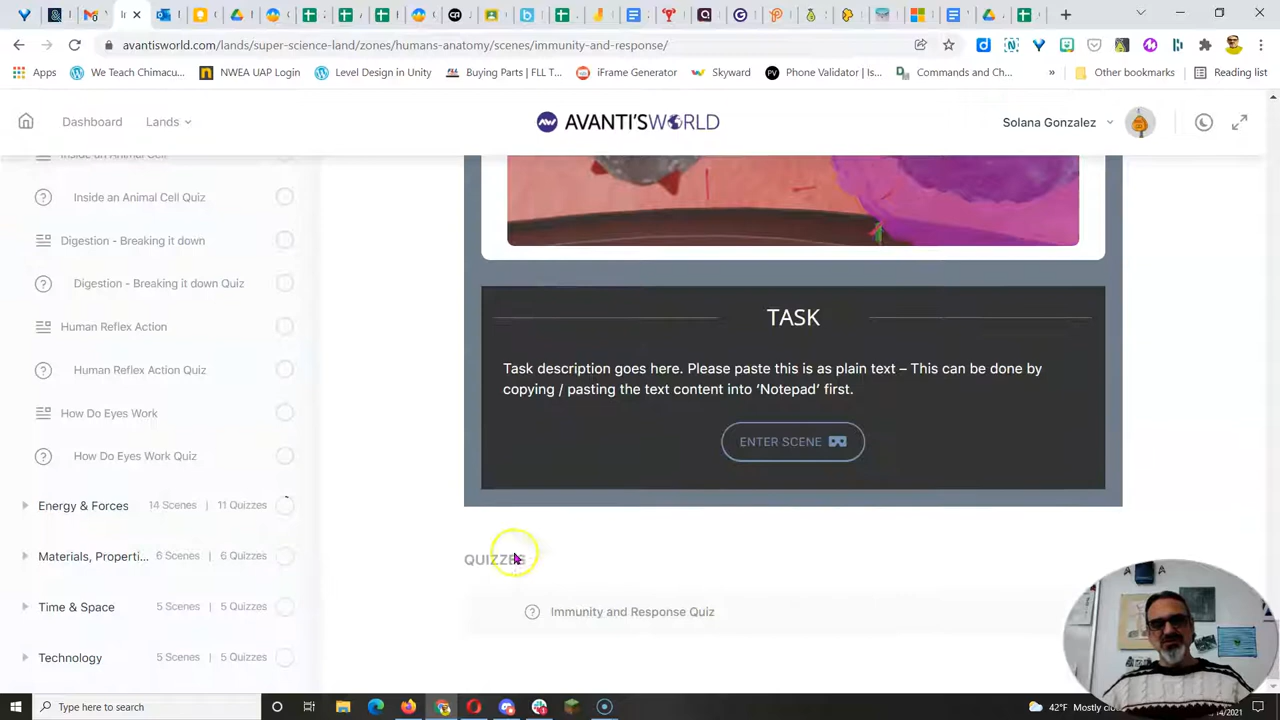 avantisworld.com/lands/super-science-land/zones/humans-anatomy/scenes/immunity-and-response/
Apps We Teach Chimacu... NWEA UAP Login Level Design in Unity Buying Parts | FLL T... iFrame Generator Skyward Phone Validator | Is... Commands and Ch... » Other bookmarks Reading list
Dashboard Lands AVANTI'SWORLD Solana Gonzalez
Inside an Animal Cell
Inside an Animal Cell Quiz
Digestion - Breaking it down
Digestion - Breaking it down Quiz
Human Reflex Action
Human Reflex Action Quiz
How Do Eyes Work
How Do Eyes Work Quiz
Energy & Forces 14 Scenes | 11 Quizzes
Materials, Properti... 6 Scenes | 6 Quizzes
Time & Space 5 Scenes | 5 Quizzes
Technology 5 Scenes | 5 Quizzes
TASK
Task description goes here. Please paste this is as plain text – This can be done by
copying / pasting the text content into ‘Notepad’ first.
ENTER SCENE
QUIZZES
Immunity and Response Quiz
Type here to search
42°F Mostly